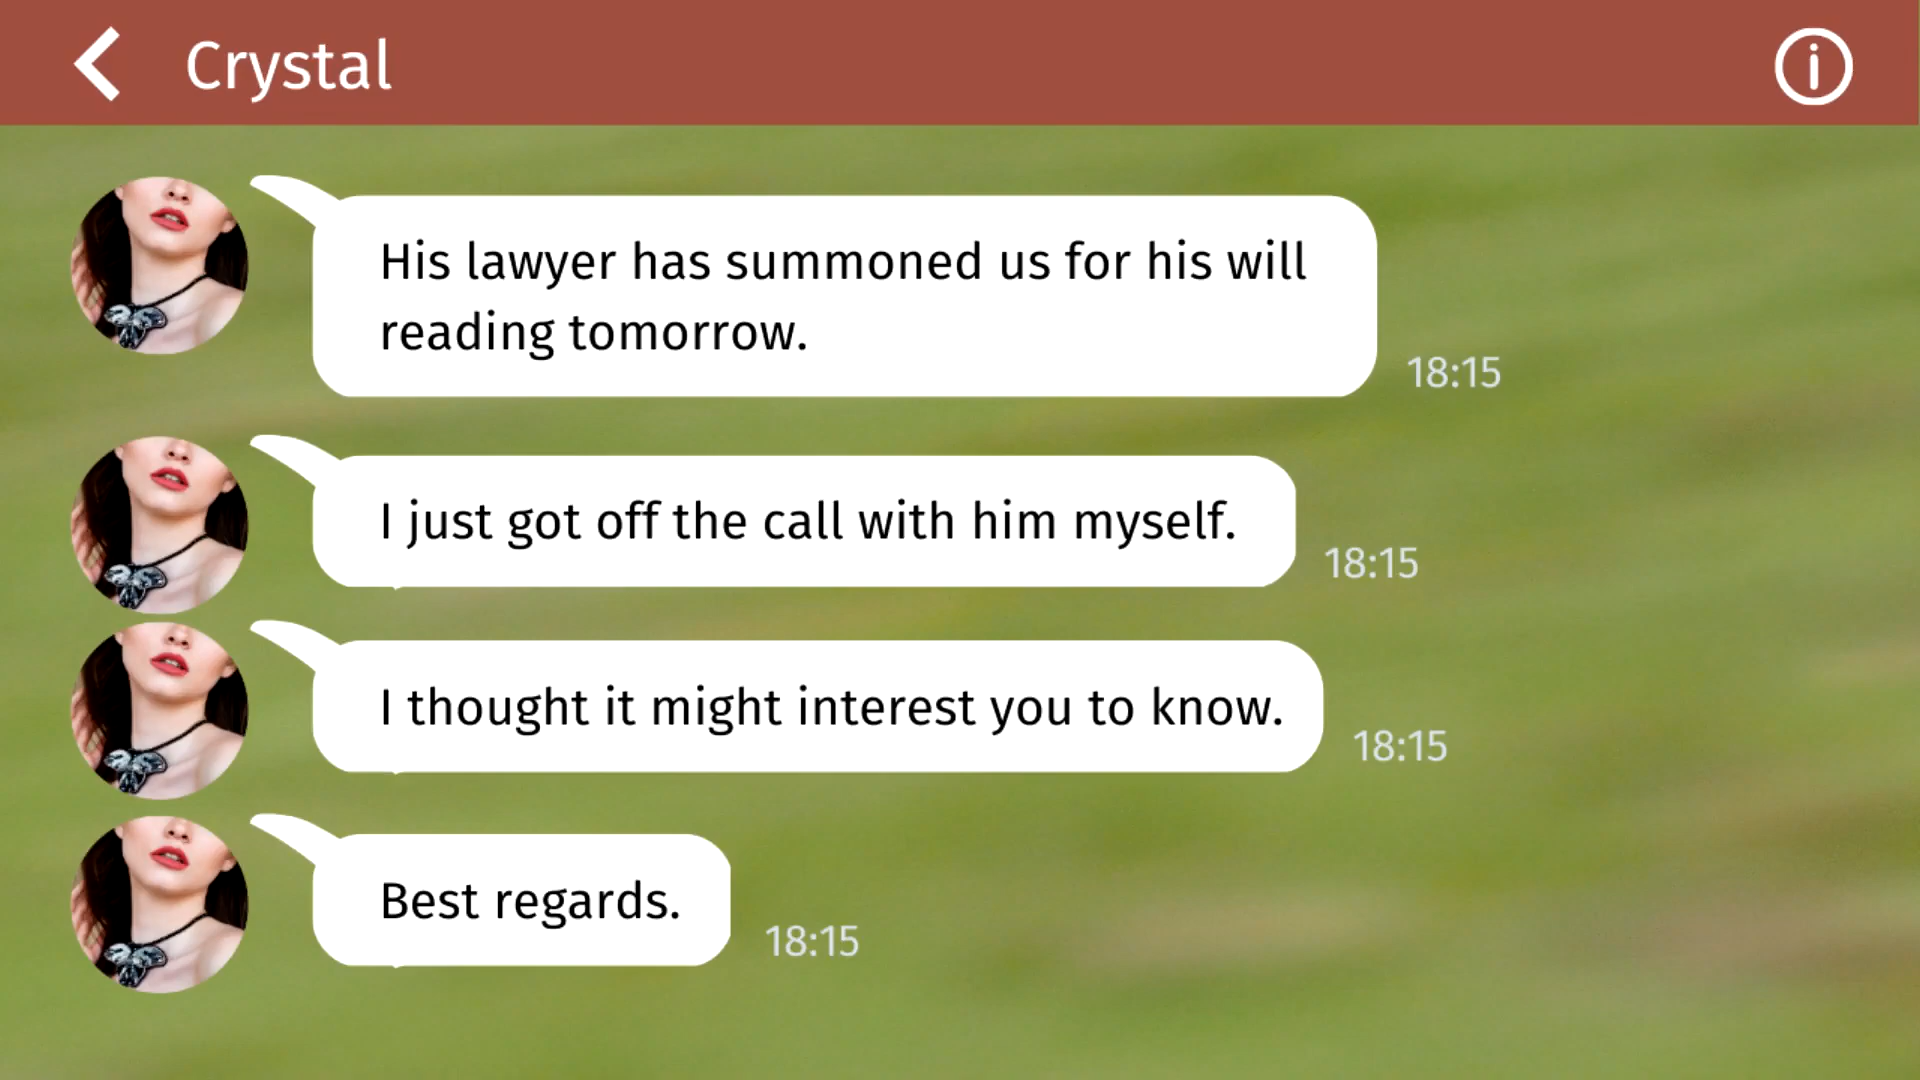 Crystal
His lawyer has summoned us for his will
reading tomorrow.
18:15
I just got off the call with him myself.
18:15
I thought it might interest you to know.
18:15
Best regards.
18:15